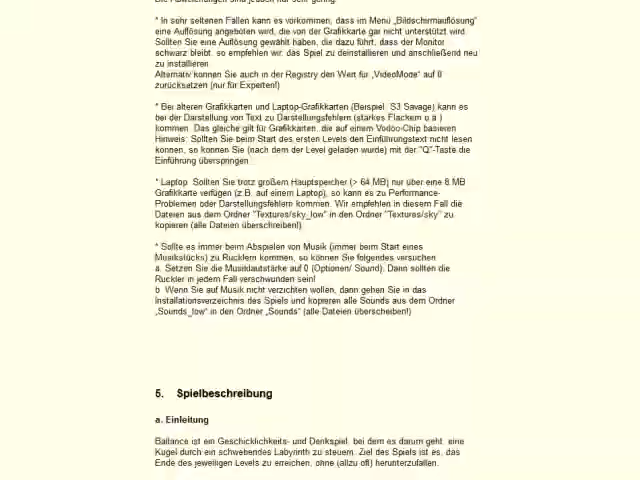 Die Abweichungen sind jedoch nur sehr gering.
* In sehr seltenen Fällen kann es vorkommen, dass im Menü „Bildschirmauflösung“
eine Auflösung angeboten wird, die von der Grafikkarte gar nicht unterstützt wird.
Sollten Sie eine Auflösung gewählt haben, die dazu führt, dass der Monitor
schwarz bleibt, so empfehlen wir, das Spiel zu deinstallieren und anschließend neu
zu installieren.
Alternativ können Sie auch in der Registry den Wert für „VideoMode“ auf 0
zurücksetzen (nur für Experten!)
* Bei älteren Grafikkarten und Laptop-Grafikkarten (Beispiel: S3 Savage) kann es
bei der Darstellung von Text zu Darstellungsfehlern (starkes Flackern o.ä.)
kommen. Das gleiche gilt für Grafikkarten, die auf einem Vodoo-Chip basieren.
Hinweis: Sollten Sie beim Start des ersten Levels den Einführungstext nicht lesen
können, so können Sie (nach dem der Level geladen wurde) mit der "Q"-Taste die
Einführung überspringen.
* Laptop: Sollten Sie trotz großem Hauptspeicher (> 64 MB) nur über eine 8 MB
Grafikkarte verfügen (z.B. auf einem Laptop), so kann es zu Performance-
Problemen oder Darstellungsfehlern kommen. Wir empfehlen in diesem Fall die
Dateien aus dem Ordner "Textures/sky_low" in den Ordner "Textures/sky" zu
kopieren (alle Dateien überschreiben!).
* Sollte es immer beim Abspielen von Musik (immer beim Start eines
Musikstücks) zu Rucklern kommen, so können Sie folgendes versuchen:
a. Setzen Sie die Musiklautstärke auf 0 (Optionen/ Sound). Dann sollten die
Ruckler in jedem Fall verschwunden sein!
b. Wenn Sie auf Musik nicht verzichten wollen, dann gehen Sie in das
Installationsverzeichnis des Spiels und kopieren alle Sounds aus dem Ordner
„Sounds_low“ in den Ordner „Sounds“ (alle Dateien überscheiben!)
5. Spielbeschreibung
a. Einleitung
Ballance ist ein Geschicklichkeits- und Denkspiel, bei dem es darum geht, eine
Kugel durch ein schwebendes Labyrinth zu steuern. Ziel des Spiels ist es, das
Ende des jeweiligen Levels zu erreichen, ohne (allzu oft) herunterzufallen.